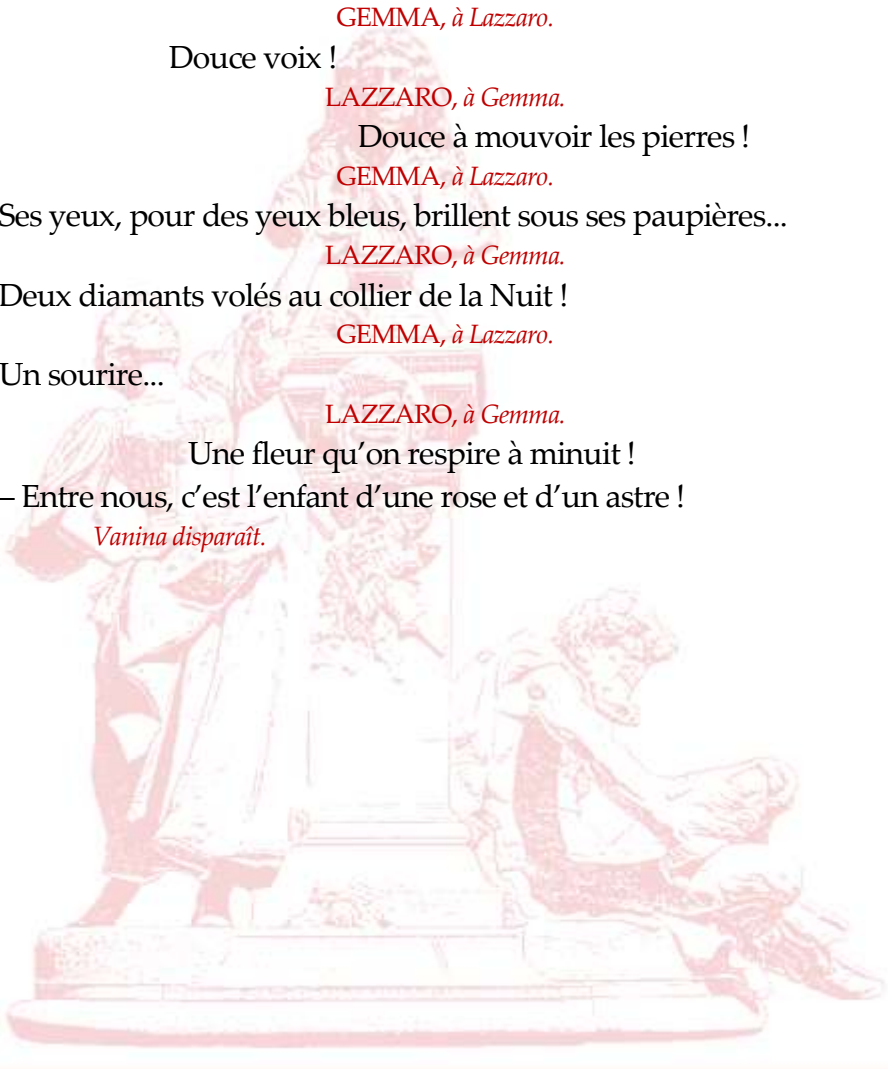 GEMMA, à Lazzaro.
Douce voix !
LAZZARO, à Gemma.
Douce à mouvoir les pierres !
GEMMA, à Lazzaro.
Ses yeux, pour des yeux bleus, brillent sous ses paupières...
LAZZARO, à Gemma.
Deux diamants volés au collier de la Nuit !
GEMMA, à Lazzaro.
Un sourire...
LAZZARO, à Gemma.
Une fleur qu’on respire à minuit !
– Entre nous, c’est l’enfant d’une rose et d’un astre !
Vanina disparaît.